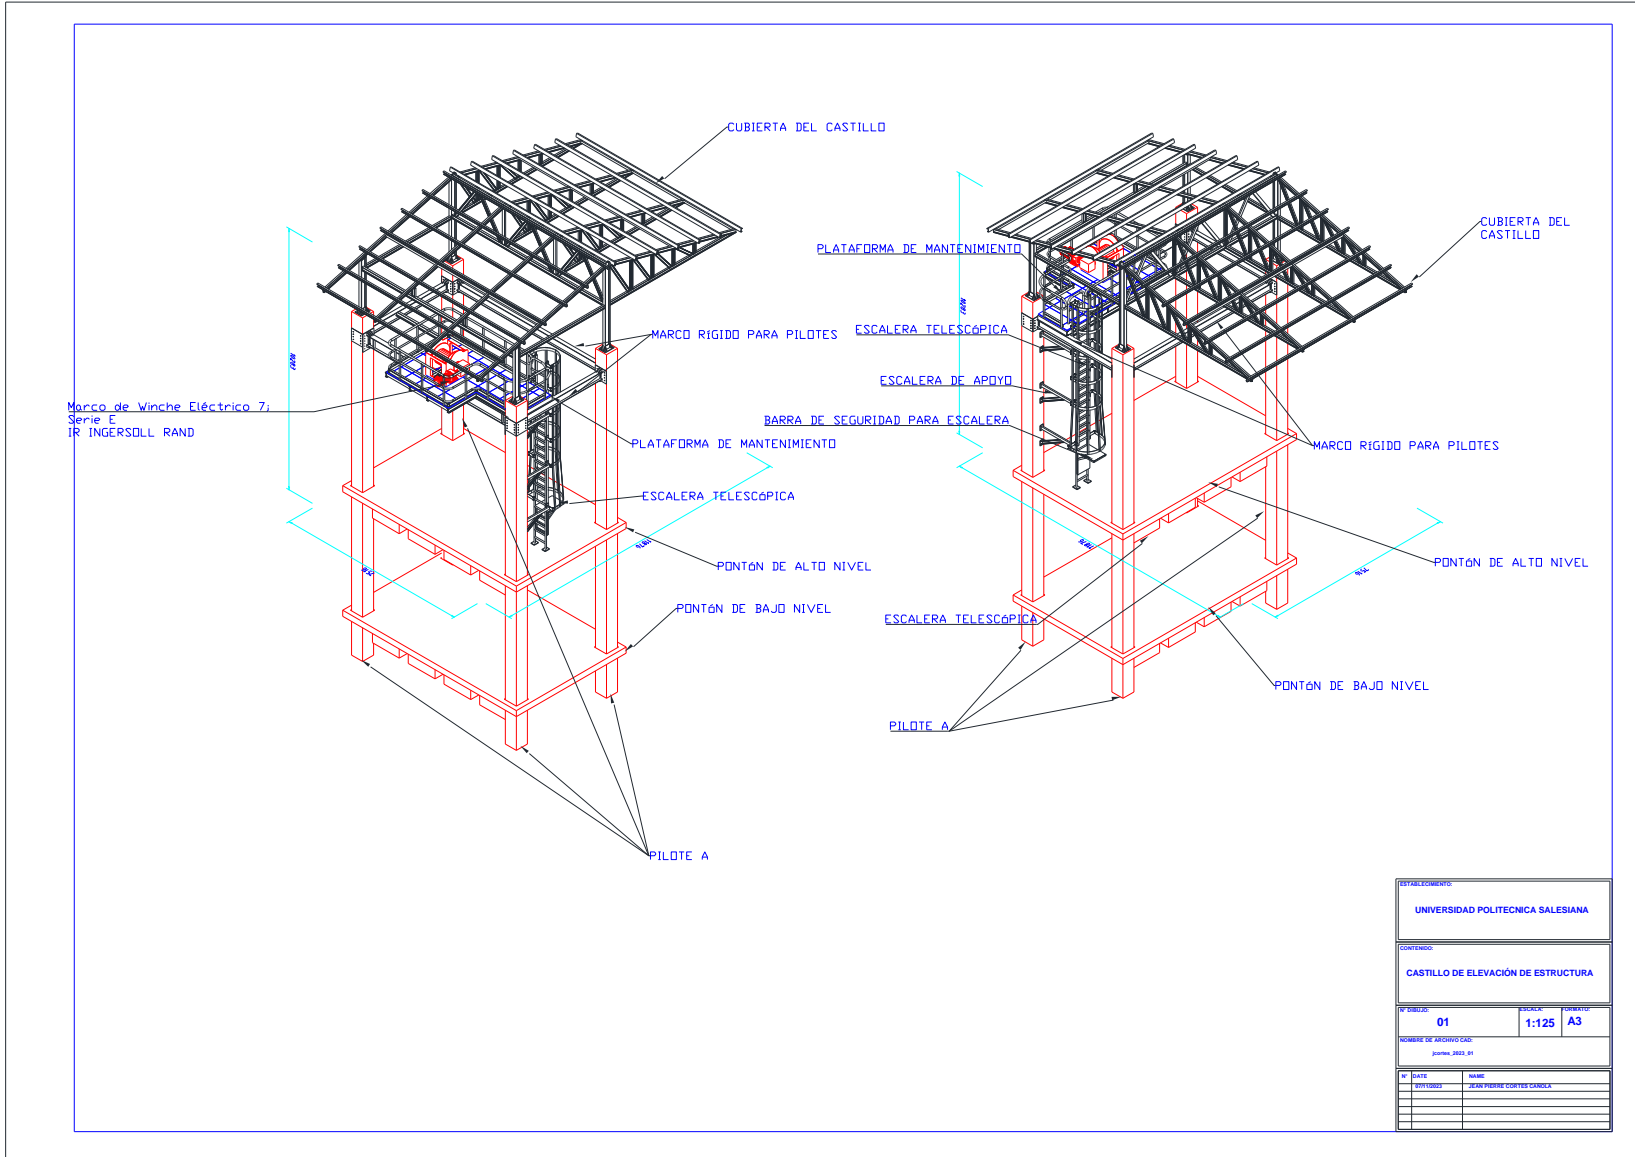 CUBIERTA DEL CASTILLO
MARCO RíGIDO PARA PILOTES
Marco de Winche Eléctrico 7;
Serie E
IR INGERSOLL RAND
PLATAFORMA DE MANTENIMIENTO
ESCALERA TELESCóPICA
PONTóN DE ALTO NIVEL
PONTóN DE BAJO NIVEL
PILOTE A
CUBIERTA DEL
CASTILLO
PLATAFORMA DE MANTENIMIENTO
ESCALERA TELESCóPICA
ESCALERA DE APOYO
BARRA DE SEGURIDAD PARA ESCALERA
MARCO RíGIDO PARA PILOTES
PONTóN DE ALTO NIVEL
ESCALERA TELESCóPICA
PONTóN DE BAJO NIVEL
PILOTE A
ESTABLECIMIENTO:
UNIVERSIDAD POLITECNICA SALESIANA
CONTENIDO:
CASTILLO DE ELEVACIÓN DE ESTRUCTURA
N° DIBUJO: ESCALA: FORMATO:
01 1:125 A3
NOMBRE DE ARCHIVO CAD:
jcortes_2023_01
N° DATE NAME
07/11/2023 JEAN PIERRE CORTES CANOLA